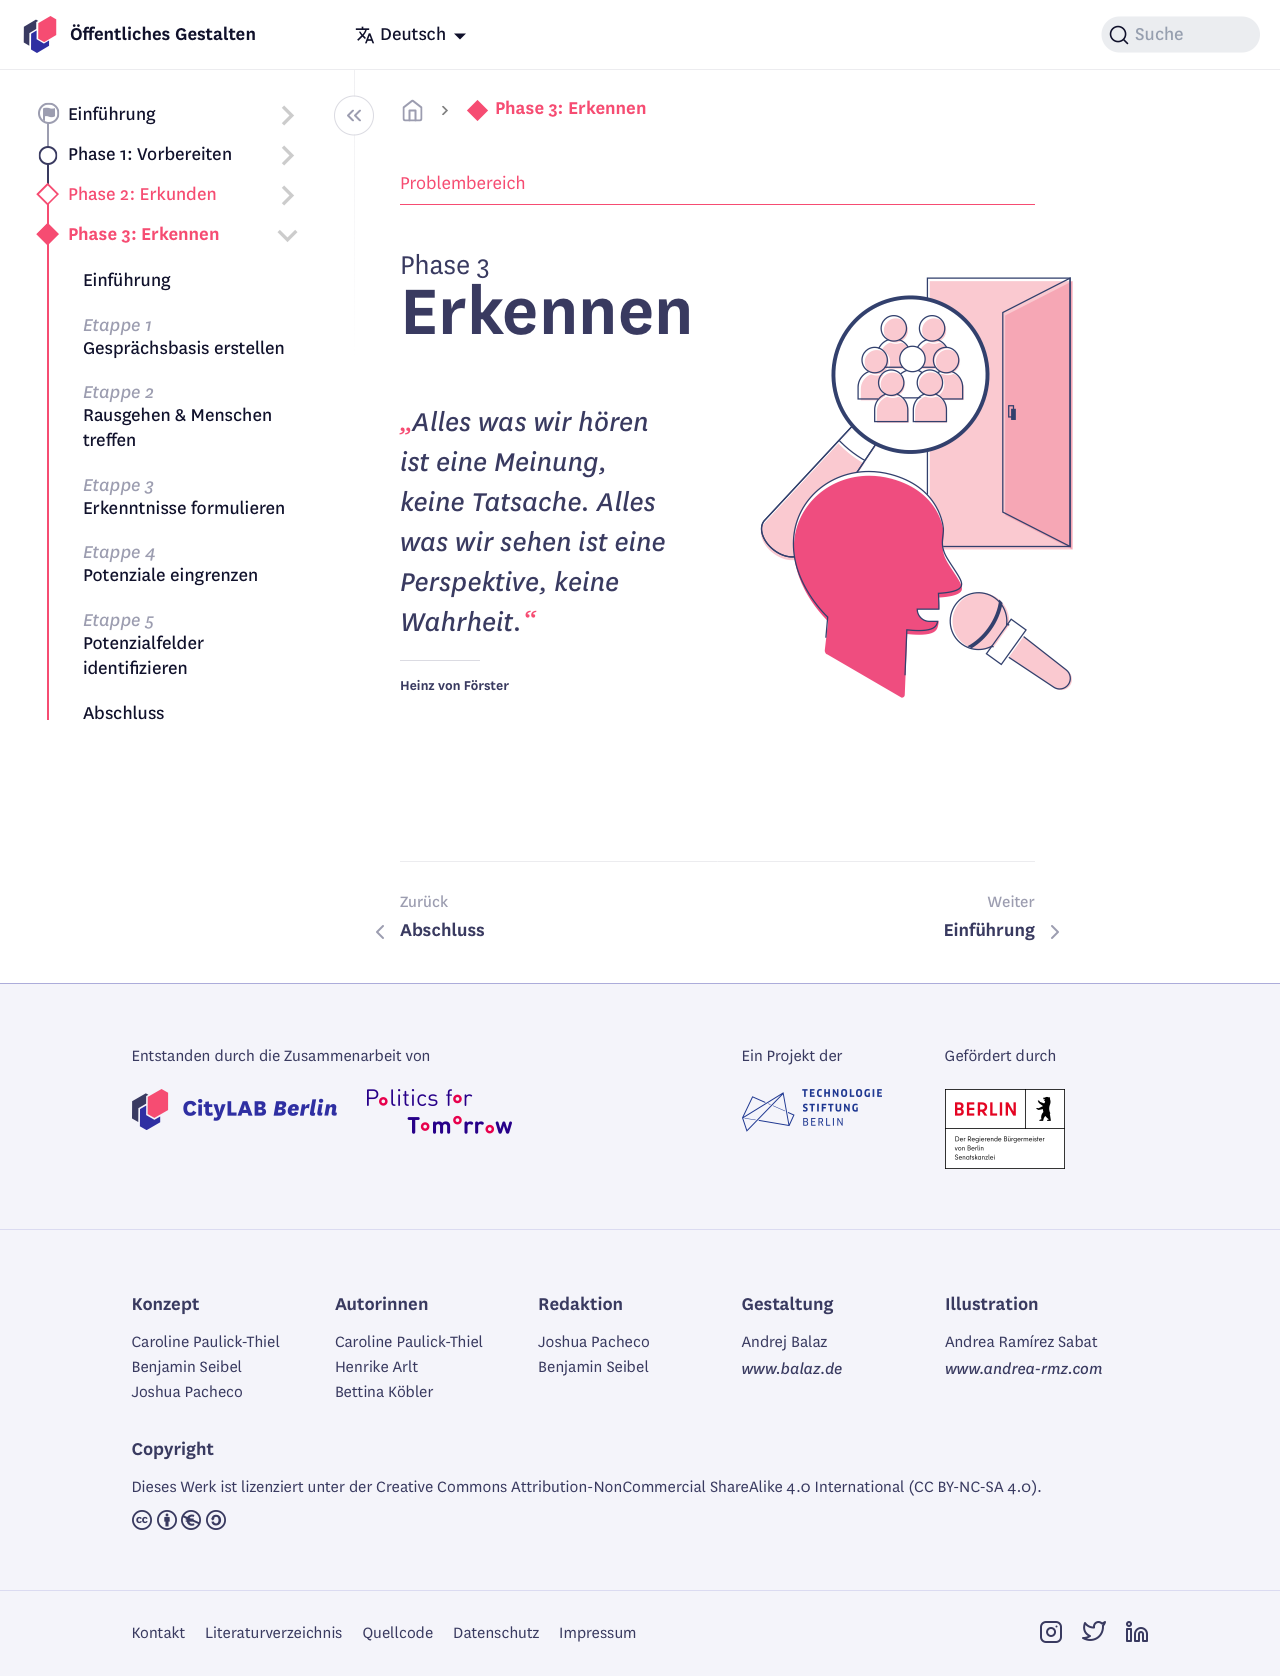 Öffentliches Gestalten
Deutsch
Suche
Einführung
Phase 1: Vorbereiten
Phase 2: Erkunden
Phase 3: Erkennen
Einführung
Etappe 1
Gesprächsbasis erstellen
Etappe 2
Rausgehen & Menschen
treffen
Etappe 3
Erkenntnisse formulieren
Etappe 4
Potenziale eingrenzen
Etappe 5
Potenzialfelder
identifizieren
Abschluss
Phase 3: Erkennen
Problembereich
Phase 3
Erkennen
„Alles was wir hören
ist eine Meinung,
keine Tatsache. Alles
was wir sehen ist eine
Perspektive, keine
Wahrheit.“
Heinz von Förster
Zurück
Abschluss
Weiter
Einführung
Entstanden durch die Zusammenarbeit von
CityLAB Berlin
Politics for
Tomorrow
Ein Projekt der
TECHNOLOGIE
STIFTUNG
BERLIN
Gefördert durch
BERLIN
Der Regierende Bürgermeister
von Berlin
Senatskanzlei
Konzept
Caroline Paulick-Thiel
Benjamin Seibel
Joshua Pacheco
Autorinnen
Caroline Paulick-Thiel
Henrike Arlt
Bettina Köbler
Redaktion
Joshua Pacheco
Benjamin Seibel
Gestaltung
Andrej Balaz
www.balaz.de
Illustration
Andrea Ramírez Sabat
www.andrea-rmz.com
Copyright
Dieses Werk ist lizenziert unter der Creative Commons Attribution-NonCommercial ShareAlike 4.0 International (CC BY-NC-SA 4.0).
Kontakt Literaturverzeichnis Quellcode Datenschutz Impressum